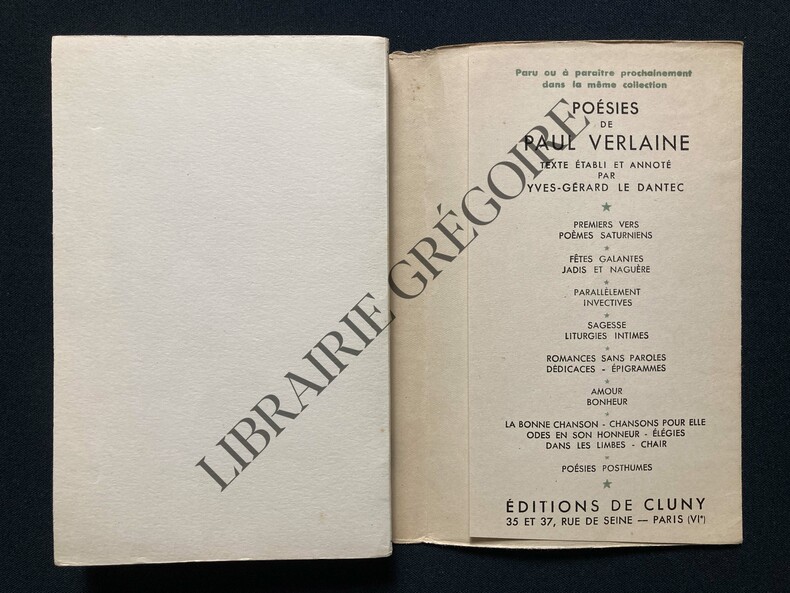 Paru ou à paraître prochainement
dans la même collection
POÉSIES
DE
PAUL VERLAINE
TEXTE ÉTABLI ET ANNOTÉ
PAR
YVES-GÉRARD LE DANTEC
PREMIERS VERS
POÈMES SATURNIENS
FÊTES GALANTES
JADIS ET NAGUÈRE
PARALLÈLEMENT
INVECTIVES
SAGESSE
LITURGIES INTIMES
ROMANCES SANS PAROLES
DÉDICACES - ÉPIGRAMMES
AMOUR
BONHEUR
LA BONNE CHANSON - CHANSONS POUR ELLE
ODES EN SON HONNEUR - ÉLÉGIES
DANS LES LIMBES - CHAIR
POÉSIES POSTHUMES
ÉDITIONS DE CLUNY
35 ET 37, RUE DE SEINE — PARIS (VIe)
LIBRAIRIE GRÉGOIRE